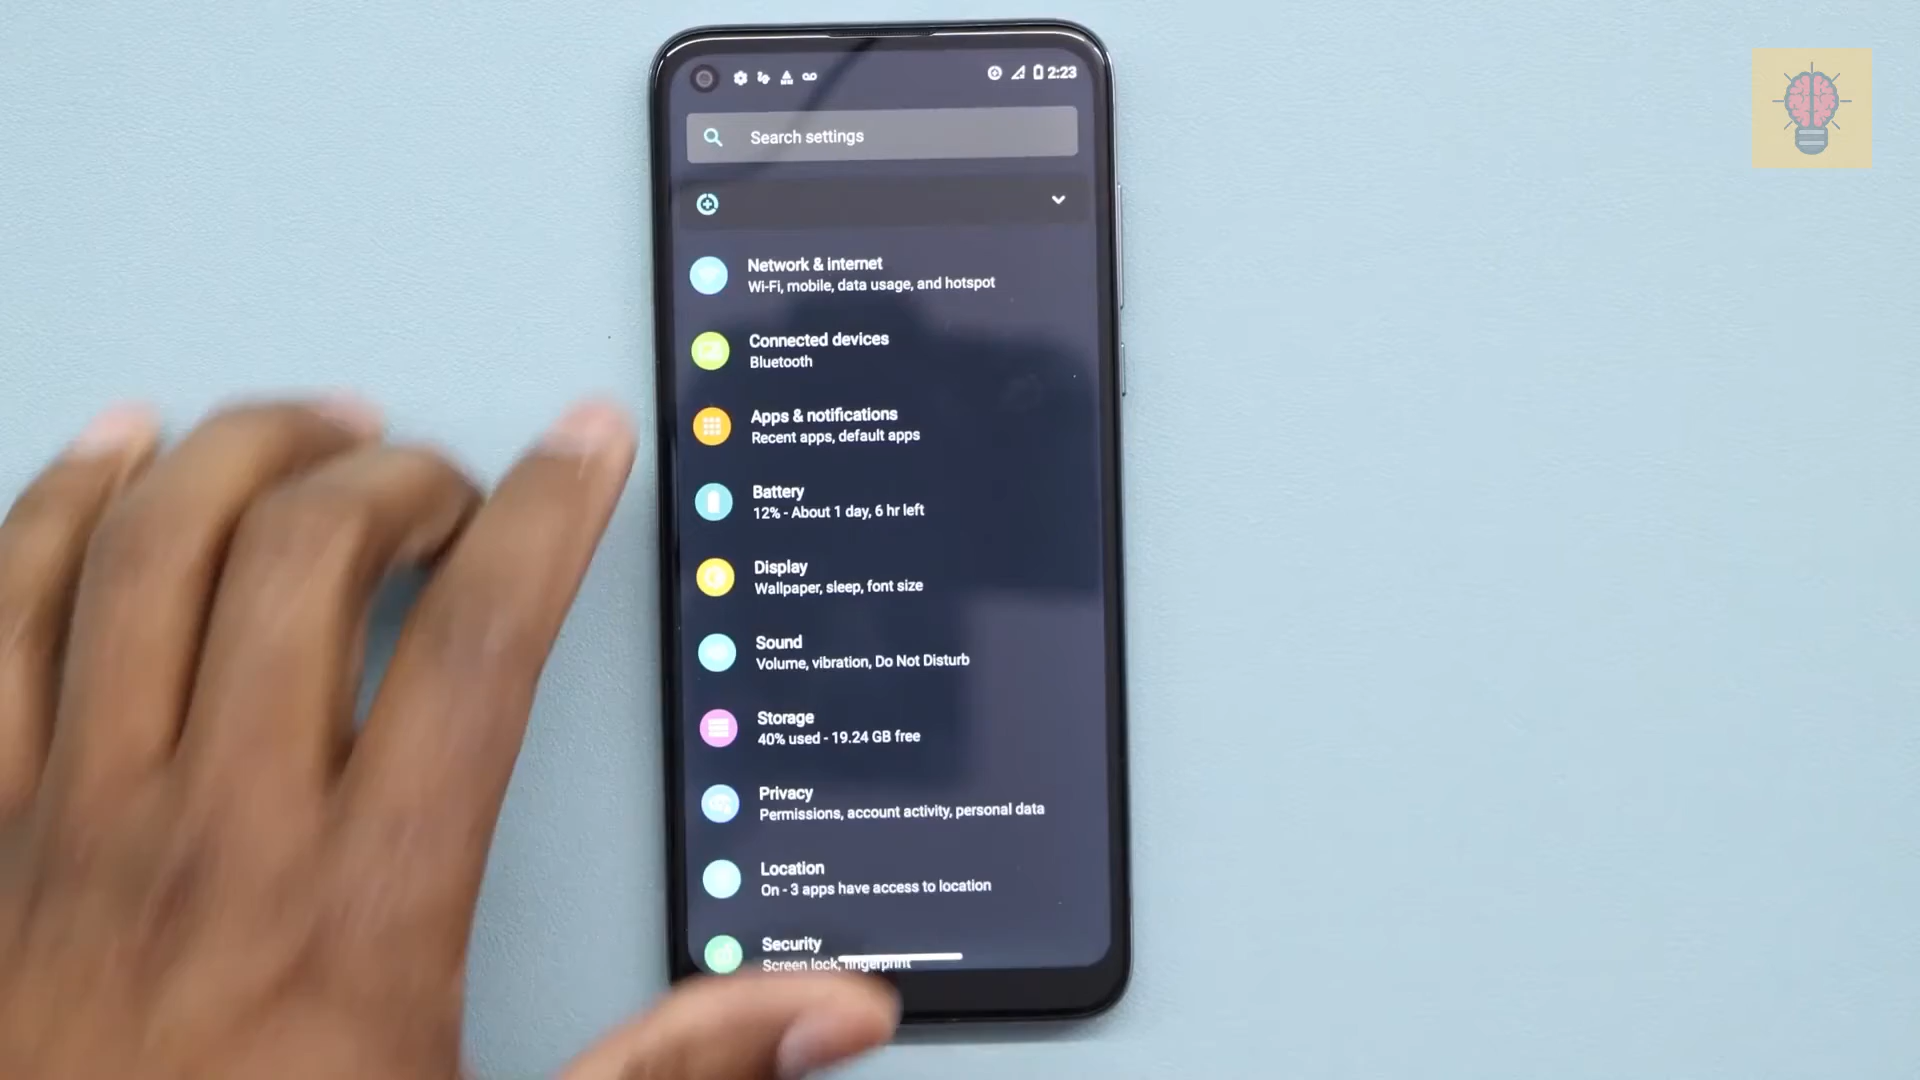 2:23
Search settings
Network & internet
Wi-Fi, mobile, data usage, and hotspot
Connected devices
Bluetooth
Apps & notifications
Recent apps, default apps
Battery
12% - About 1 day, 6 hr left
Display
Wallpaper, sleep, font size
Sound
Volume, vibration, Do Not Disturb
Storage
40% used - 19.24 GB free
Privacy
Permissions, account activity, personal data
Location
On - 3 apps have access to location
Security
Screen lock, fingerprint